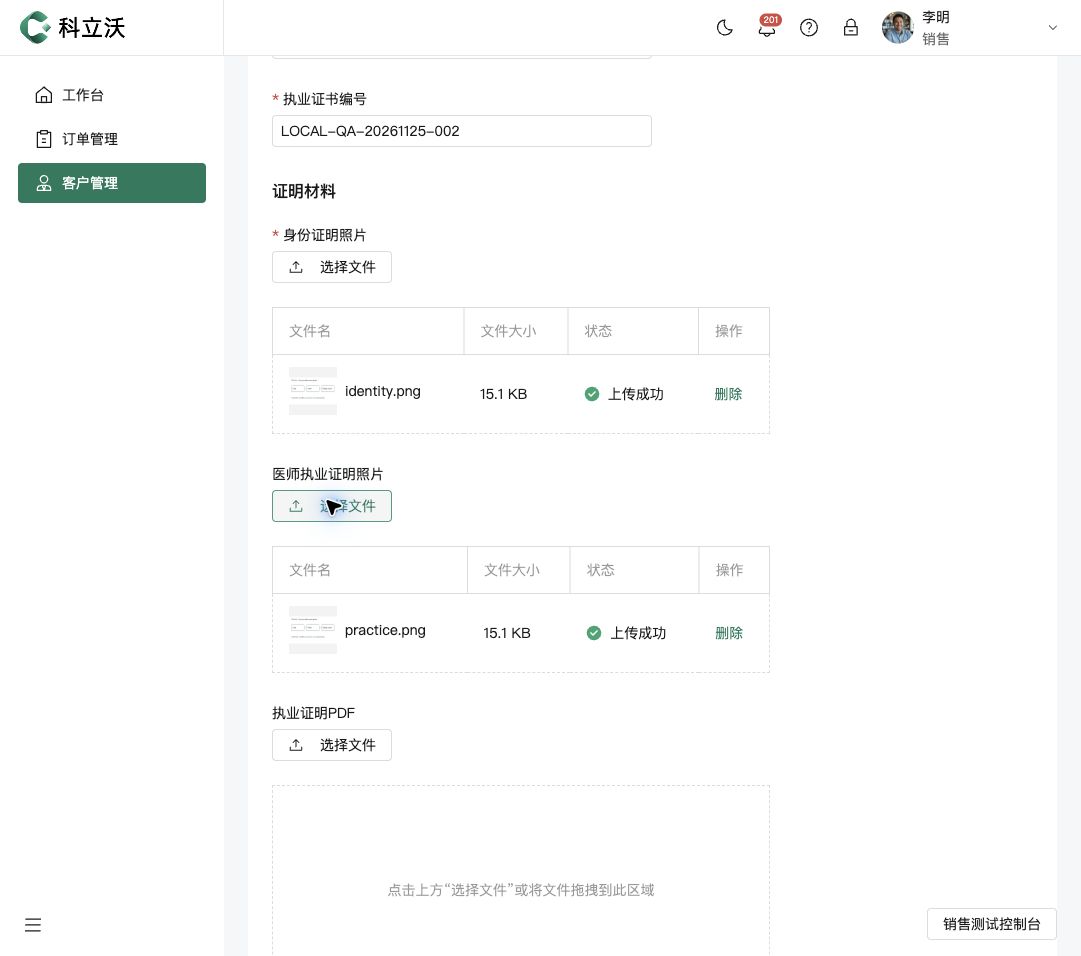 科立沃
201
李明
销售
工作台
订单管理
客户管理
* 执业证书编号
LOCAL-QA-20261125-002
证明材料
* 身份证明照片
选择文件
文件名 文件大小 状态 操作
identity.png 15.1 KB 上传成功 删除
医师执业证明照片
选择文件
文件名 文件大小 状态 操作
practice.png 15.1 KB 上传成功 删除
执业证明PDF
选择文件
点击上方“选择文件”或将文件拖拽到此区域
销售测试控制台